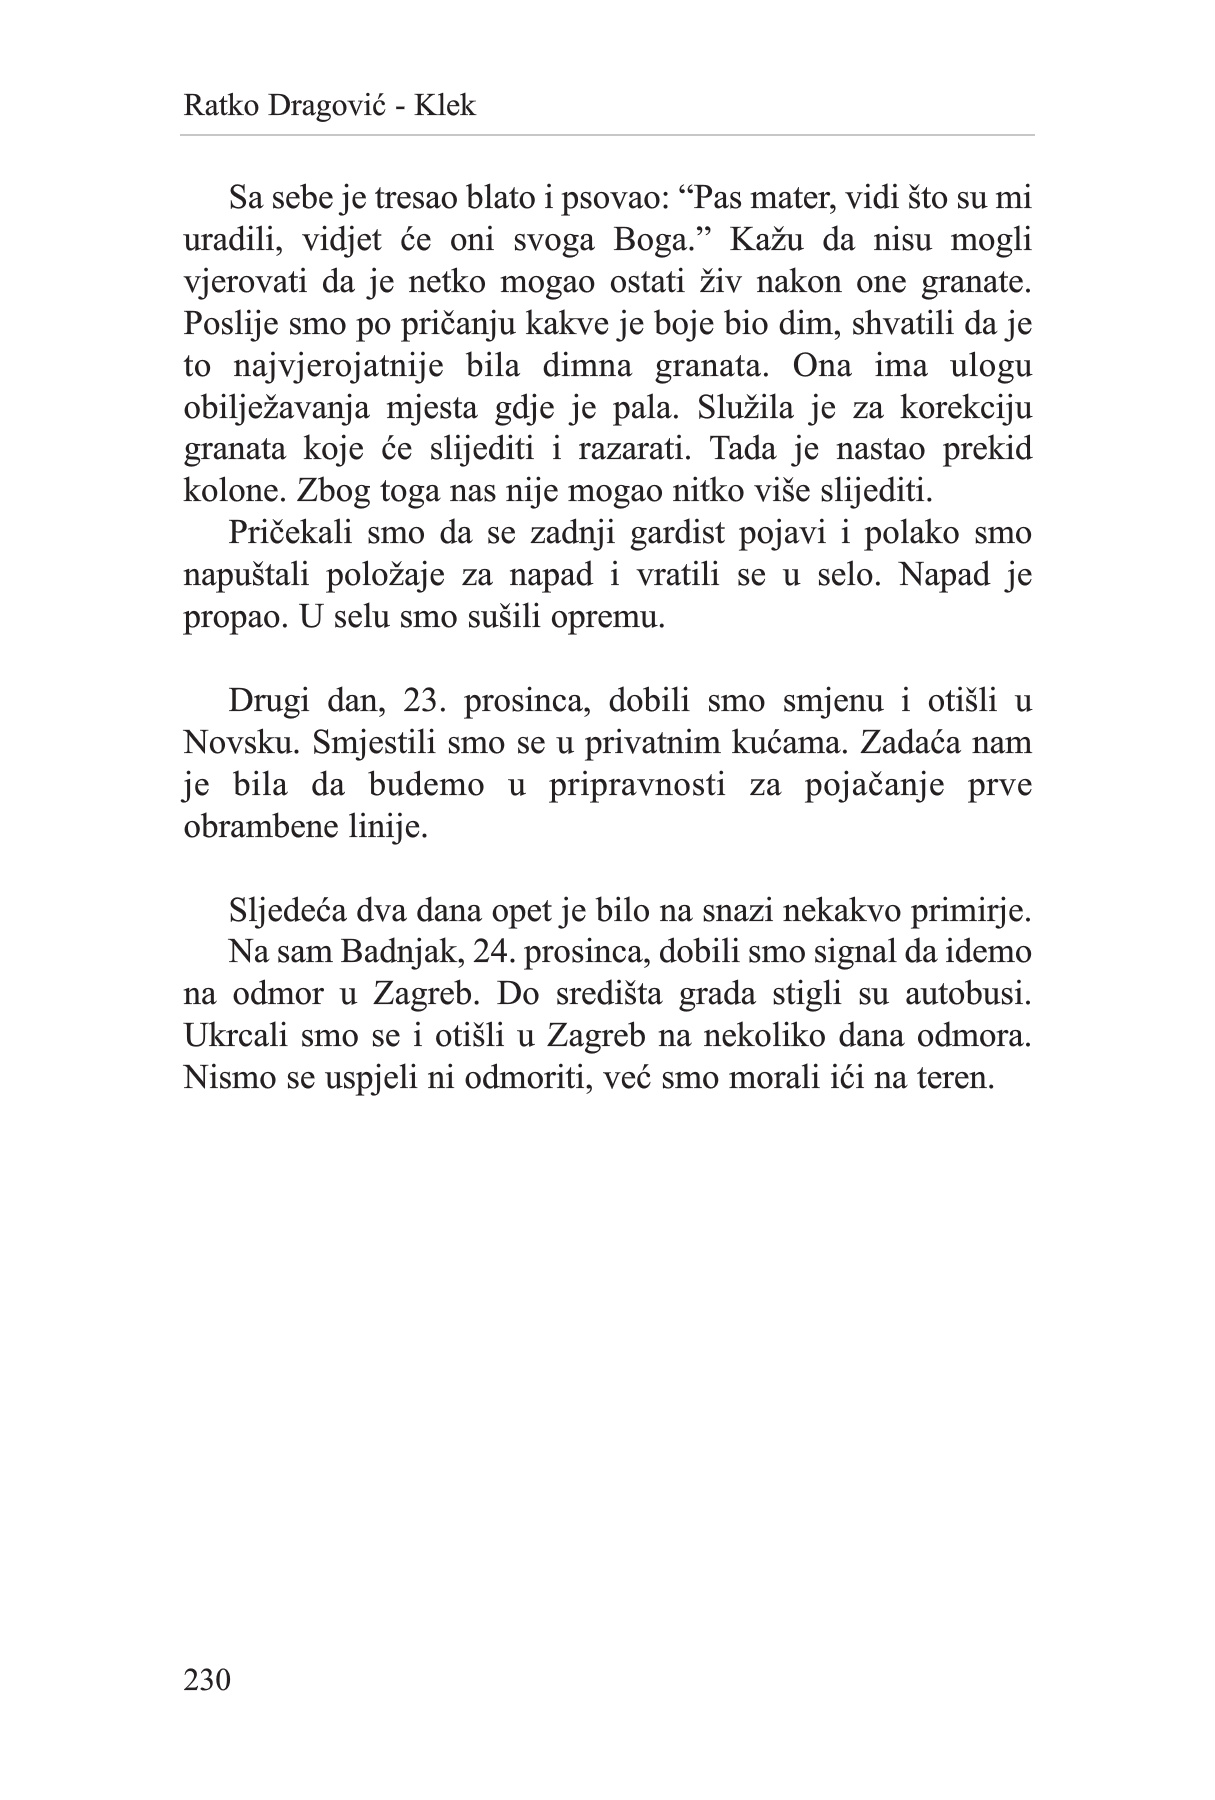 Ratko Dragović - Klek
Sa sebe je tresao blato i psovao: “Pas mater, vidi što su mi
uradili, vidjet će oni svoga Boga.” Kažu da nisu mogli
vjerovati da je netko mogao ostati živ nakon one granate.
Poslije smo po pričanju kakve je boje bio dim, shvatili da je
to najvjerojatnije bila dimna granata. Ona ima ulogu
obilježavanja mjesta gdje je pala. Služila je za korekciju
granata koje će slijediti i razarati. Tada je nastao prekid
kolone. Zbog toga nas nije mogao nitko više slijediti.
Pričekali smo da se zadnji gardist pojavi i polako smo
napuštali položaje za napad i vratili se u selo. Napad je
propao. U selu smo sušili opremu.
Drugi dan, 23. prosinca, dobili smo smjenu i otišli u
Novsku. Smjestili smo se u privatnim kućama. Zadaća nam
je bila da budemo u pripravnosti za pojačanje prve
obrambene linije.
Sljedeća dva dana opet je bilo na snazi nekakvo primirje.
Na sam Badnjak, 24. prosinca, dobili smo signal da idemo
na odmor u Zagreb. Do središta grada stigli su autobusi.
Ukrcali smo se i otišli u Zagreb na nekoliko dana odmora.
Nismo se uspjeli ni odmoriti, već smo morali ići na teren.
230